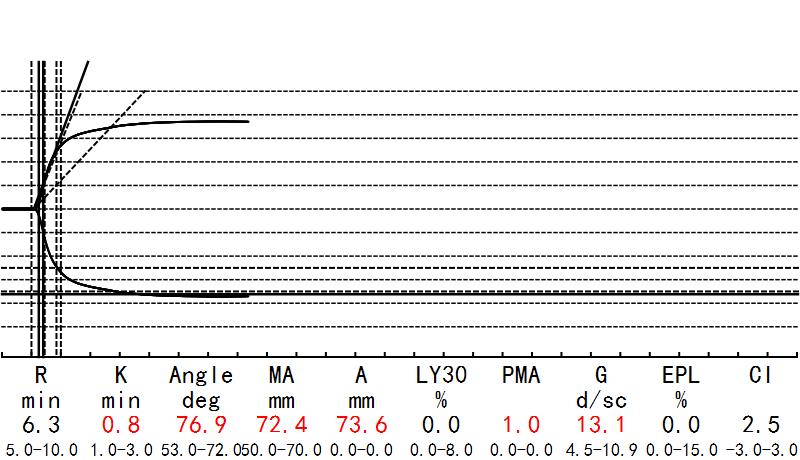 R K Angle MA A LY30 PMA G EPL CI
min min deg mm mm % d/sc %
6.3 0.8 76.9 72.4 73.6 0.0 1.0 13.1 0.0 2.5
5.0-10.0 1.0-3.0 53.0-72.0 50.0-70.0 0.0-0.0 0.0-8.0 0.0-0.0 4.5-10.9 0.0-15.0 -3.0-3.0